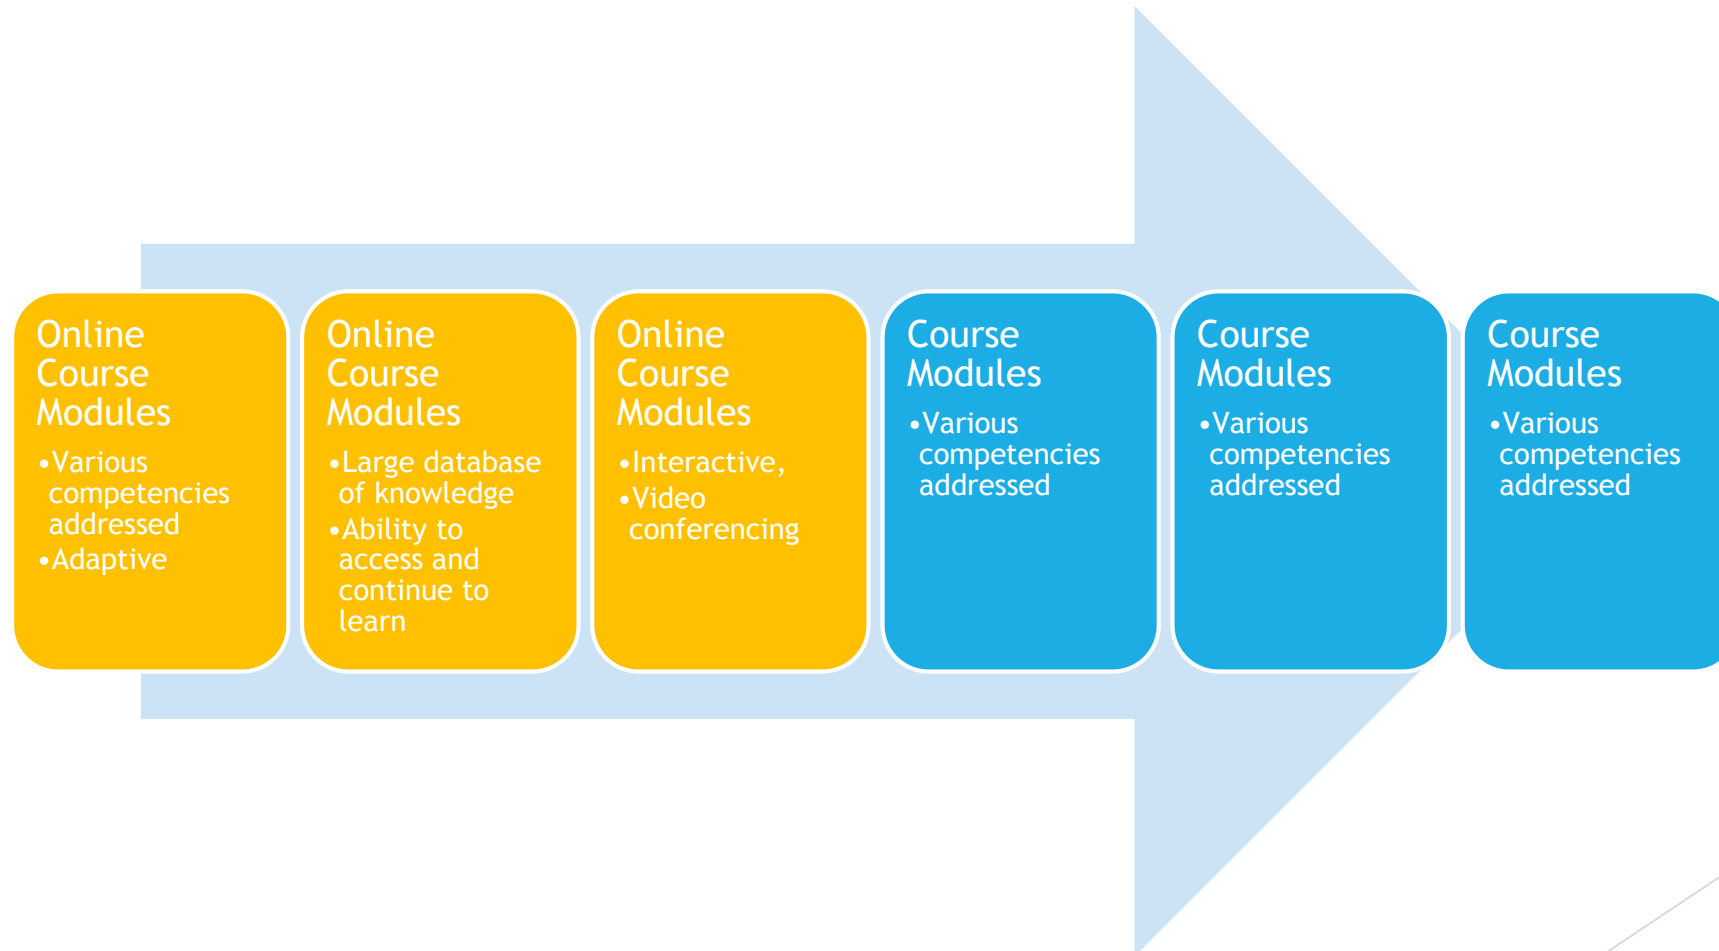 Online
Course
Modules
•Various
competencies
addressed
•Adaptive
Online
Course
Modules
•Large database
of knowledge
•Ability to
access and
continue to
learn
Online
Course
Modules
•Interactive,
•Video
conferencing
Course
Modules
•Various
competencies
addressed
Course
Modules
•Various
competencies
addressed
Course
Modules
•Various
competencies
addressed